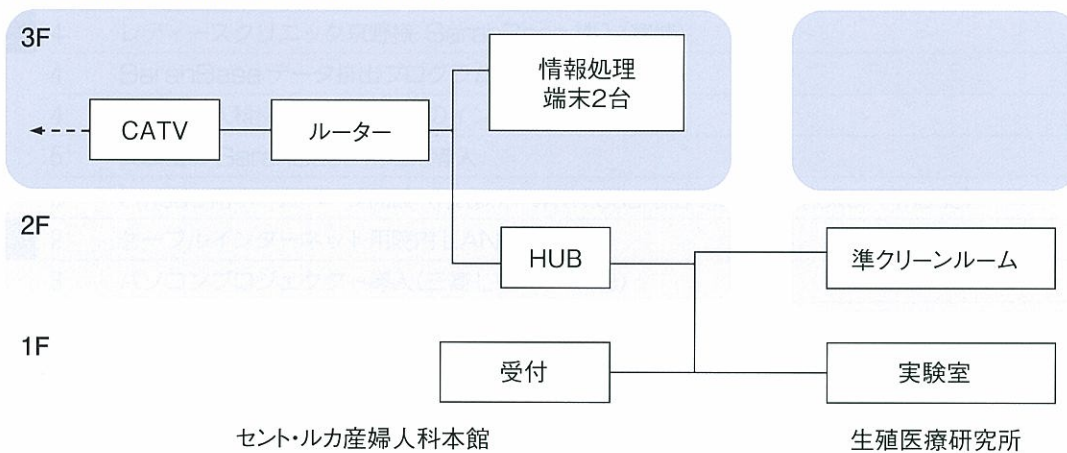 3F
情報処理
端末2台
CATV
ルーター
2F
HUB
準クリーンルーム
1F
受付
実験室
セント・ルカ産婦人科本館
生殖医療研究所